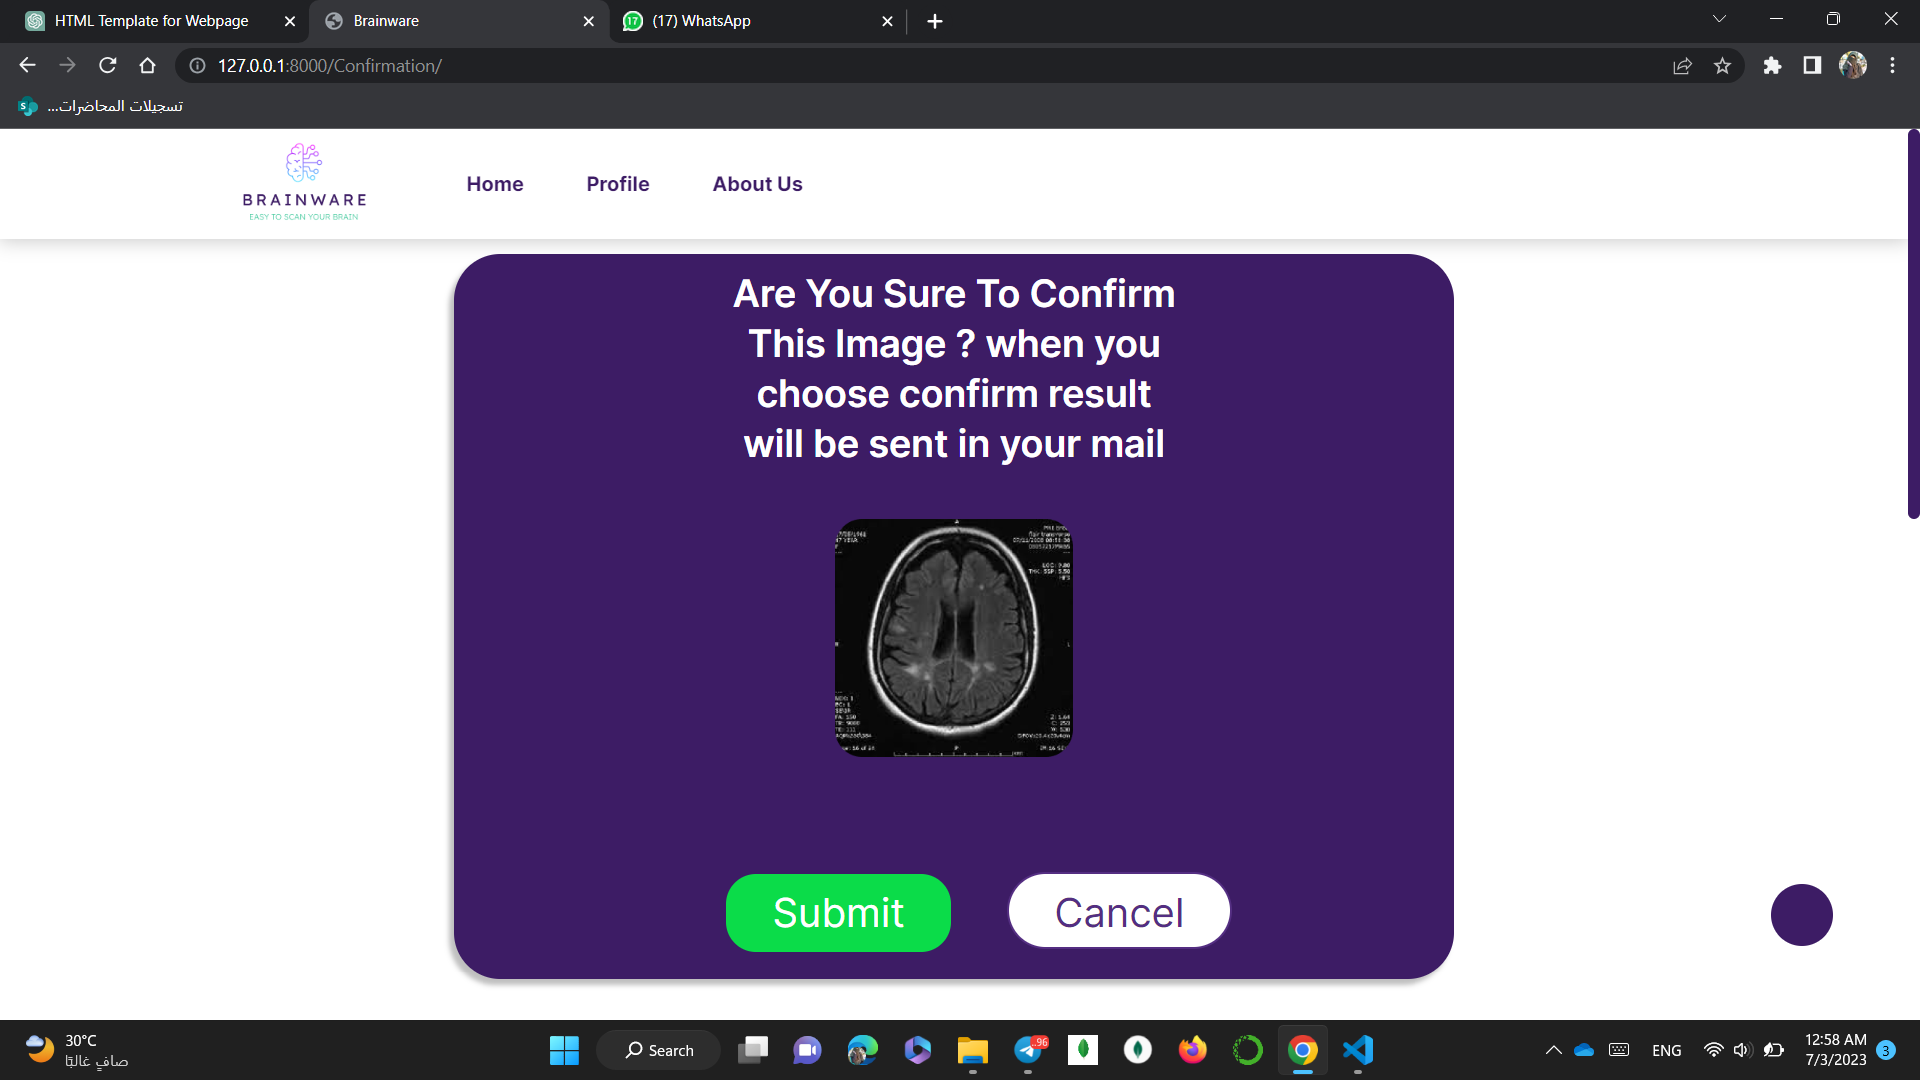 HTML Template for Webpage
Brainware
(17) WhatsApp
127.0.0.1:8000/Confirmation/
تسجيلات المحاضرات...
BRAINWARE
EASY TO SCAN YOUR BRAIN
Home
Profile
About Us
Are You Sure To Confirm
This Image ? when you
choose confirm result
will be sent in your mail
Submit
Cancel
30°C
صافٍ غالبًا
Search
96
ENG
12:58 AM
7/3/2023
3